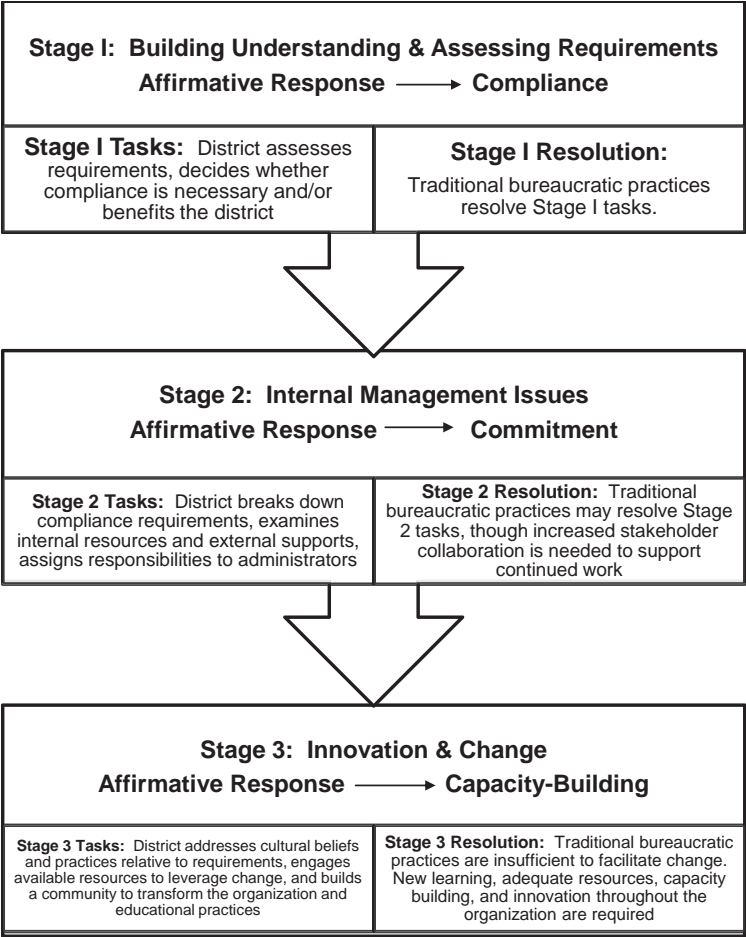 Stage I: Building Understanding & Assessing Requirements
Affirmative Response → Compliance
Stage I Tasks: District assesses
requirements, decides whether
compliance is necessary and/or
benefits the district
Stage I Resolution:
Traditional bureaucratic practices
resolve Stage I tasks.
Stage 2: Internal Management Issues
Affirmative Response → Commitment
Stage 2 Tasks: District breaks down
compliance requirements, examines
internal resources and external supports,
assigns responsibilities to administrators
Stage 2 Resolution: Traditional
bureaucratic practices may resolve Stage
2 tasks, though increased stakeholder
collaboration is needed to support
continued work
Stage 3: Innovation & Change
Affirmative Response → Capacity-Building
Stage 3 Tasks: District addresses cultural beliefs
and practices relative to requirements, engages
available resources to leverage change, and builds
a community to transform the organization and
educational practices
Stage 3 Resolution: Traditional bureaucratic
practices are insufficient to facilitate change.
New learning, adequate resources, capacity
building, and innovation throughout the
organization are required